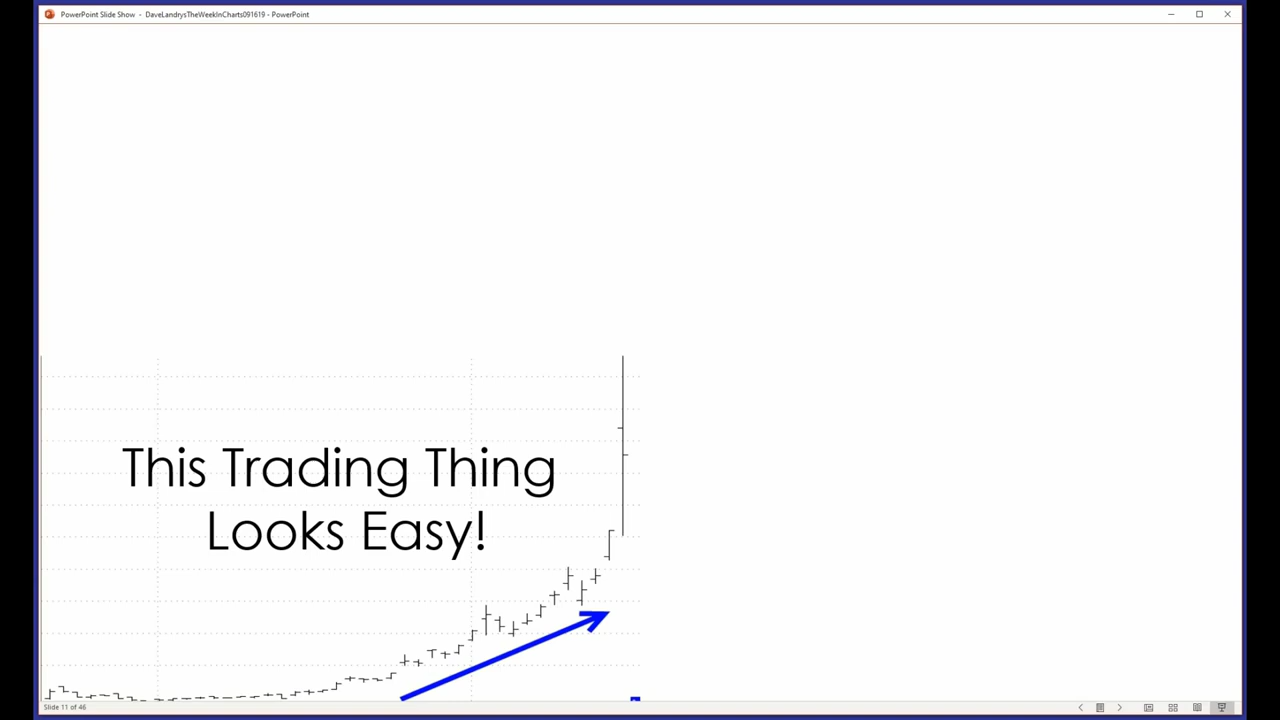 PowerPoint Slide Show - DaveLandrysTheWeekInCharts091619 - PowerPoint
This Trading Thing
Looks Easy!
Slide 11 of 46